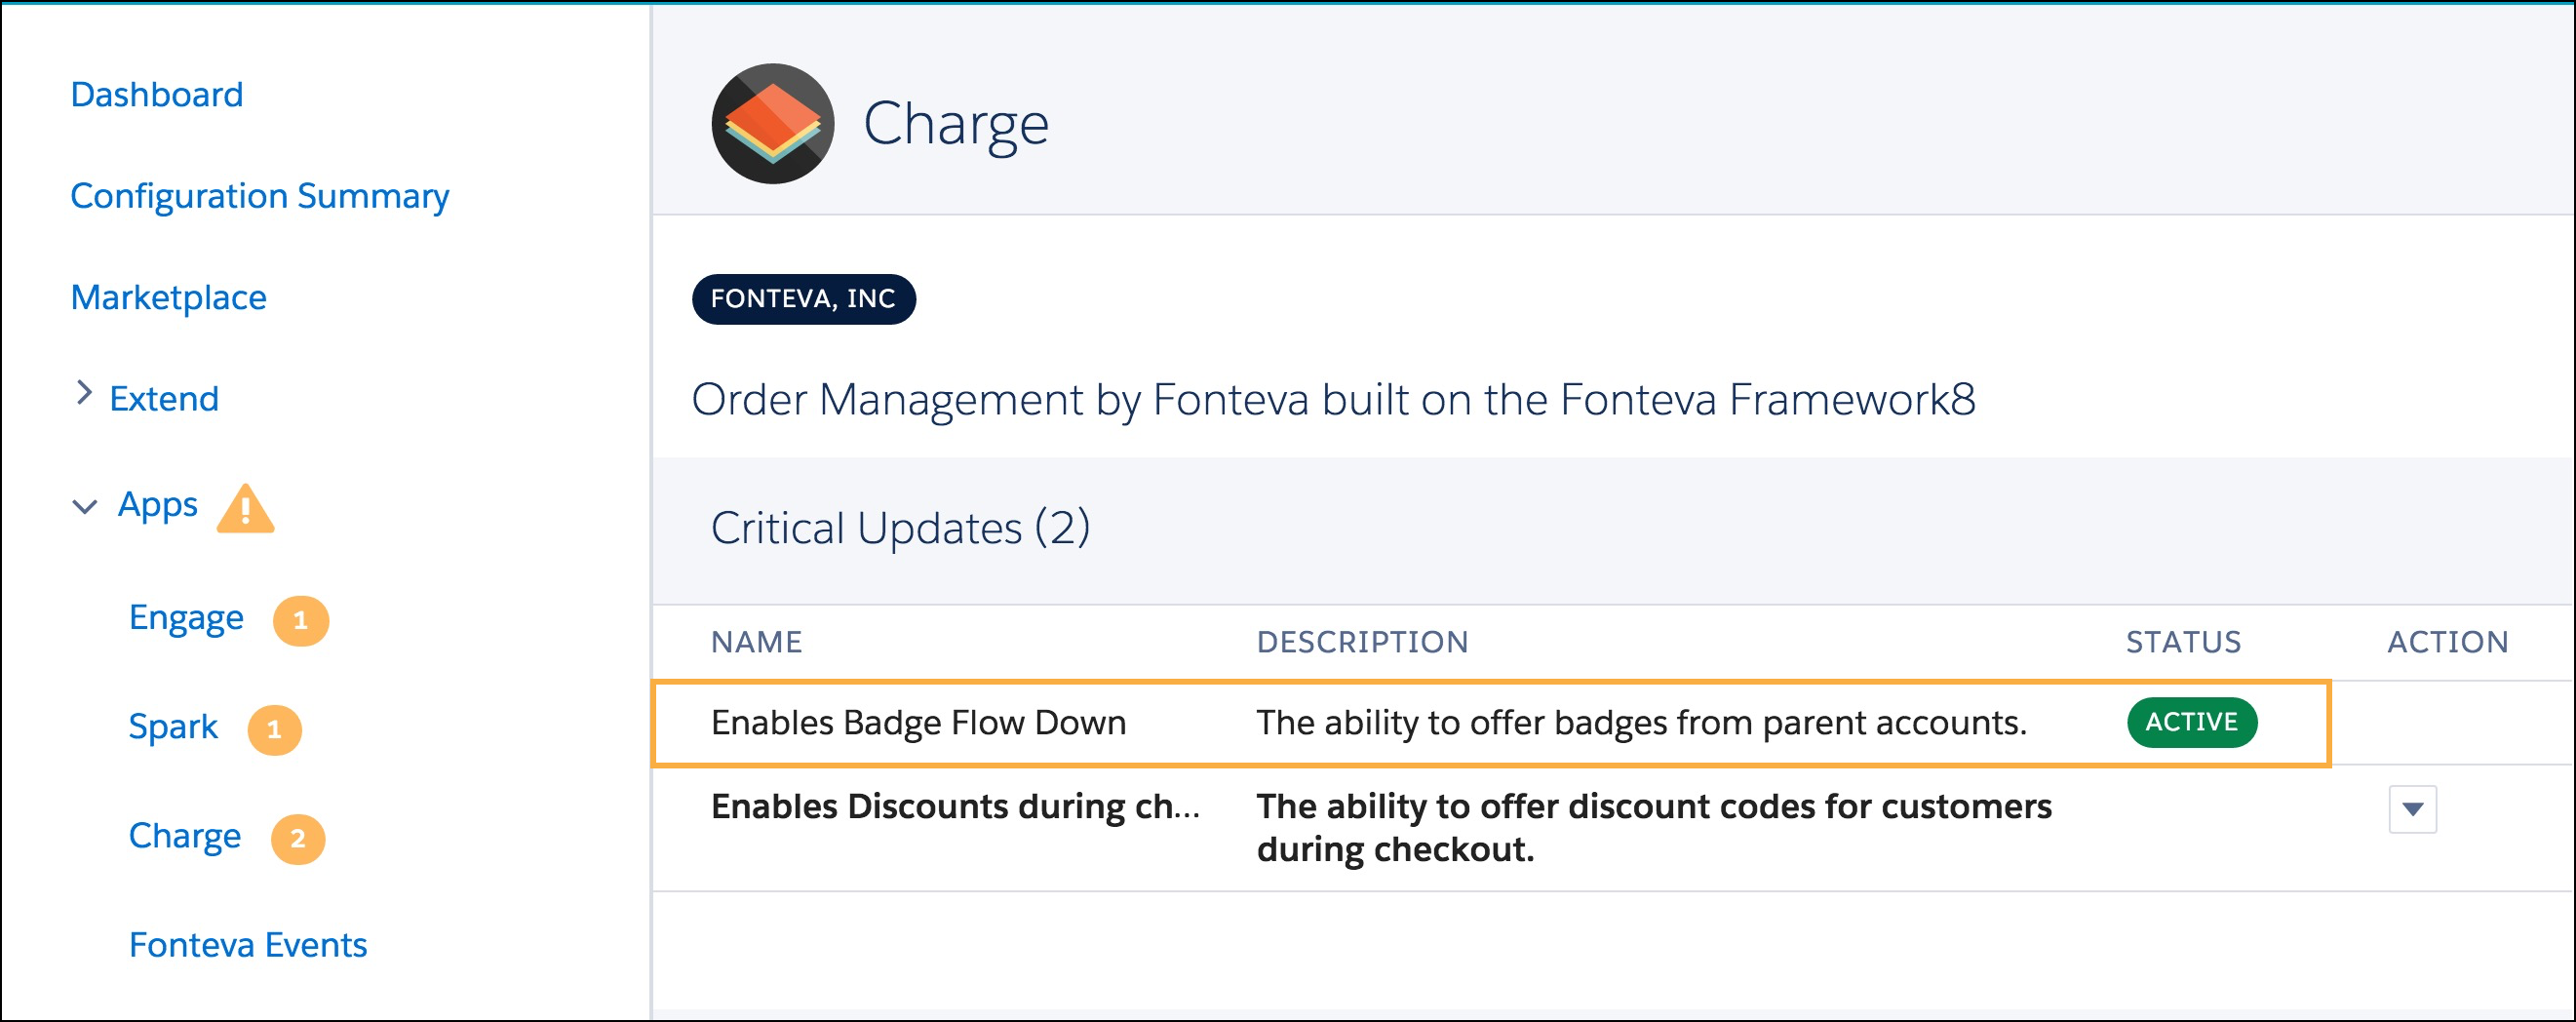 Dashboard
Configuration Summary
Marketplace
Extend
Apps
Engage 1
Spark 1
Charge 2
Fonteva Events
Charge
FONTEVA, INC
Order Management by Fonteva built on the Fonteva Framework8
Critical Updates (2)
NAME DESCRIPTION STATUS ACTION
Enables Badge Flow Down The ability to offer badges from parent accounts. ACTIVE
Enables Discounts during ch... The ability to offer discount codes for customers
during checkout.